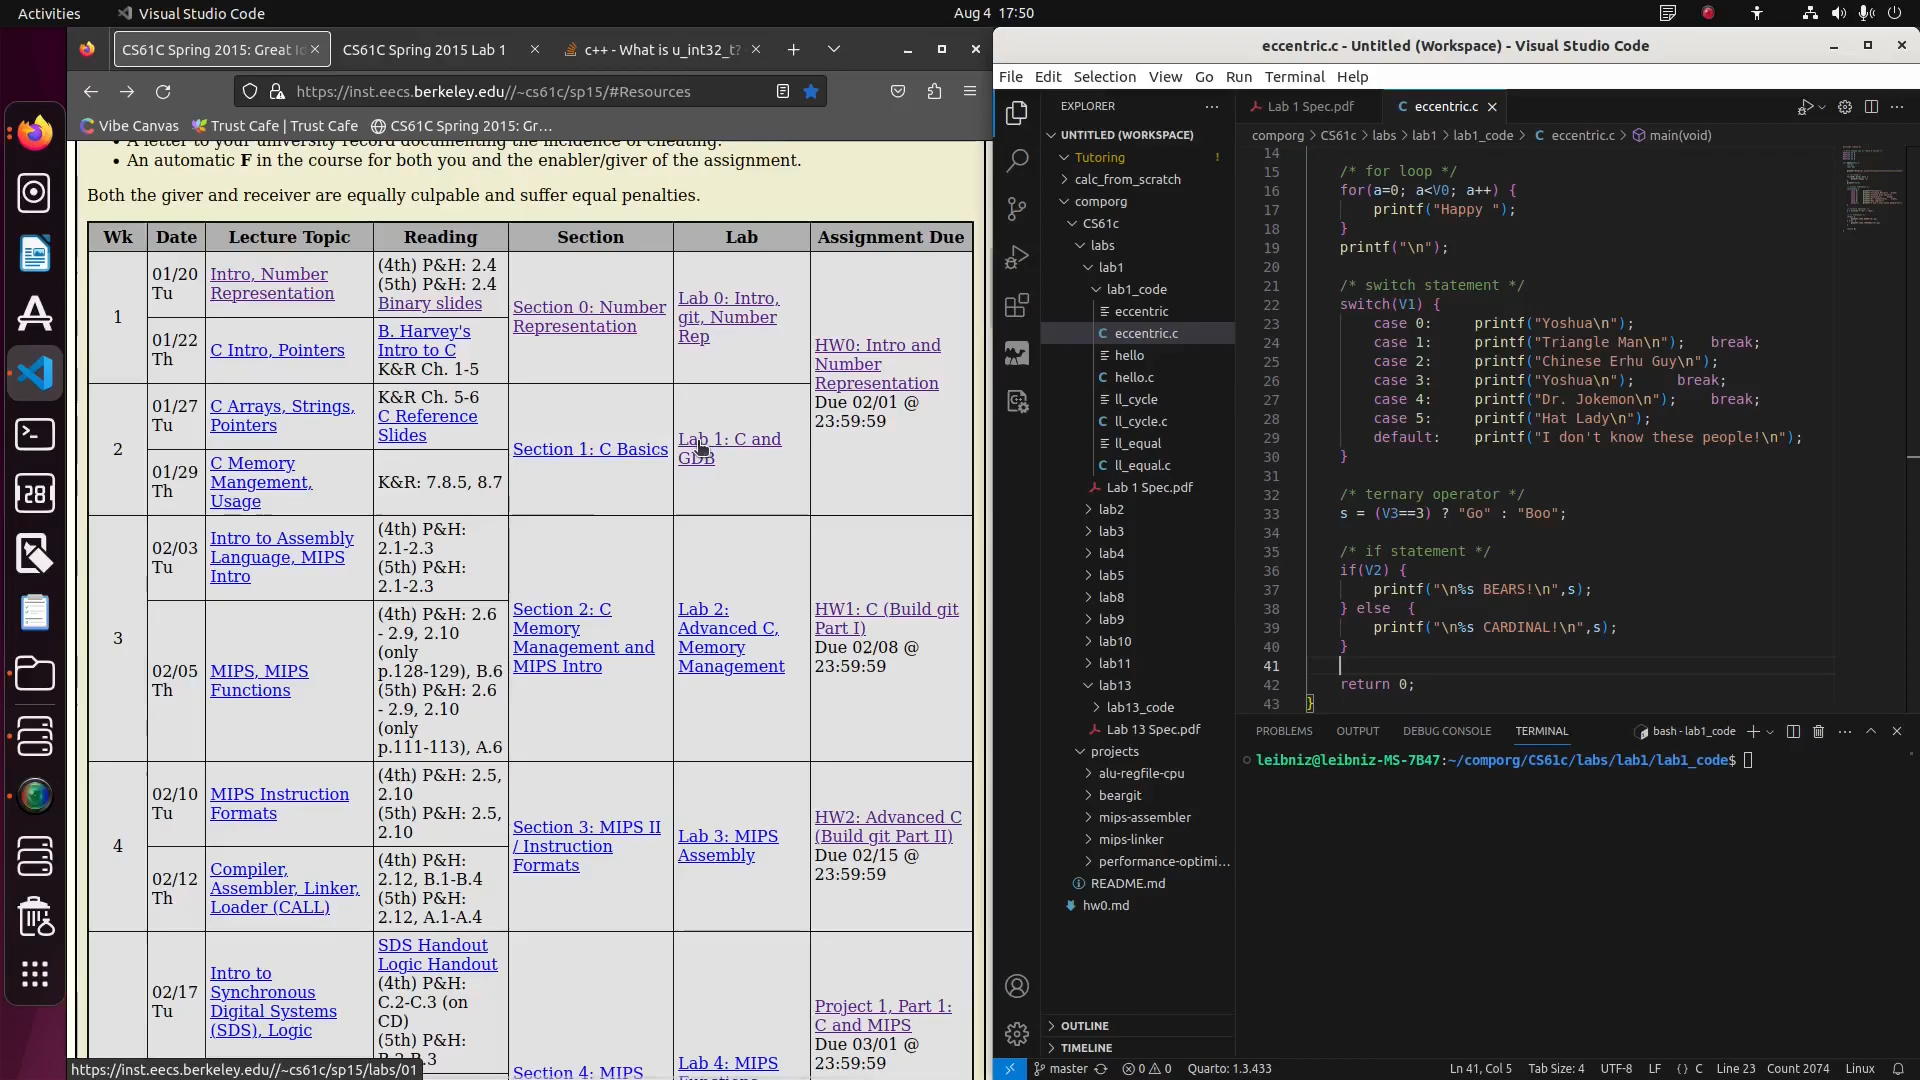 Activities
Visual Studio Code
Aug 4 17:50
CS61C Spring 2015: Great I
CS61C Spring 2015 Lab 1
c++ - What is u_int32_t?
https://inst.eecs.berkeley.edu//~cs61c/sp15/#Resources
Vibe Canvas
Trust Cafe | Trust Cafe
CS61C Spring 2015: Gr…
• A letter to your university record documenting the incidence of cheating.
• An automatic F in the course for both you and the enabler/giver of the assignment.
Both the giver and receiver are equally culpable and suffer equal penalties.
Wk Date Lecture Topic Reading Section Lab Assignment Due
1
01/20
Tu
Intro, Number
Representation
(4th) P&H: 2.4
(5th) P&H: 2.4
Binary slides
Section 0: Number
Representation
Lab 0: Intro,
git, Number
Rep
HW0: Intro and
Number
Representation
Due 02/01 @
23:59:59
01/22
Th
C Intro, Pointers
B. Harvey's
Intro to C
K&R Ch. 1-5
2
01/27
Tu
C Arrays, Strings,
Pointers
K&R Ch. 5-6
C Reference
Slides
Section 1: C Basics
Lab 1: C and
GDB
01/29
Th
C Memory
Mangement,
Usage
K&R: 7.8.5, 8.7
3
02/03
Tu
Intro to Assembly
Language, MIPS
Intro
(4th) P&H:
2.1-2.3
(5th) P&H:
2.1-2.3
Section 2: C
Memory
Management and
MIPS Intro
Lab 2:
Advanced C,
Memory
Management
HW1: C (Build git
Part I)
Due 02/08 @
23:59:59
02/05
Th
MIPS, MIPS
Functions
(4th) P&H: 2.6
- 2.9, 2.10
(only
p.128-129), B.6
(5th) P&H: 2.6
- 2.9, 2.10
(only
p.111-113), A.6
4
02/10
Tu
MIPS Instruction
Formats
(4th) P&H: 2.5,
2.10
(5th) P&H: 2.5,
2.10
Section 3: MIPS II
/ Instruction
Formats
Lab 3: MIPS
Assembly
HW2: Advanced C
(Build git Part II)
Due 02/15 @
23:59:59
02/12
Th
Compiler,
Assembler, Linker,
Loader (CALL)
(4th) P&H:
2.12, B.1-B.4
(5th) P&H:
2.12, A.1-A.4
02/17
Tu
Intro to
Synchronous
Digital Systems
(SDS), Logic
SDS Handout
Logic Handout
(4th) P&H:
C.2-C.3 (on
CD)
(5th) P&H:
B.2-B.3
Section 4: MIPS
Lab 4: MIPS
Project 1, Part 1:
C and MIPS
Due 03/01 @
23:59:59
https://inst.eecs.berkeley.edu//~cs61c/sp15/labs/01
28
eccentric.c - Untitled (Workspace) - Visual Studio Code
File Edit Selection View Go Run Terminal Help
EXPLORER
UNTITLED (WORKSPACE)
Tutoring !
calc_from_scratch
comporg
CS61c
labs
lab1
lab1_code
eccentric
C eccentric.c
hello
C hello.c
ll_cycle
C ll_cycle.c
ll_equal
C ll_equal.c
Lab 1 Spec.pdf
lab2
lab3
lab4
lab5
lab8
lab9
lab10
lab11
lab13
lab13_code
Lab 13 Spec.pdf
projects
alu-regfile-cpu
beargit
mips-assembler
mips-linker
performance-optimi…
README.md
hw0.md
OUTLINE
TIMELINE
Lab 1 Spec.pdf
C eccentric.c
comporg > CS61c > labs > lab1 > lab1_code > C eccentric.c > main(void)
14
15 /* for loop */
16 for(a=0; a<V0; a++) {
17 printf("Happy ");
18 }
19 printf("\n");
20
21 /* switch statement */
22 switch(V1) {
23 case 0: printf("Yoshua\n");
24 case 1: printf("Triangle Man\n"); break;
25 case 2: printf("Chinese Erhu Guy\n");
26 case 3: printf("Yoshua\n"); break;
27 case 4: printf("Dr. Jokemon\n"); break;
28 case 5: printf("Hat Lady\n");
29 default: printf("I don't know these people!\n");
30 }
31
32 /* ternary operator */
33 s = (V3==3) ? "Go" : "Boo";
34
35 /* if statement */
36 if(V2) {
37 printf("\n%s BEARS!\n",s);
38 } else {
39 printf("\n%s CARDINAL!\n",s);
40 }
41
42 return 0;
43 }
PROBLEMS OUTPUT DEBUG CONSOLE TERMINAL
bash - lab1_code
leibniz@leibniz-MS-7B47:~/comporg/CS61c/labs/lab1/lab1_code$
master 0 0 Quarto: 1.3.433 Ln 41, Col 5 Tab Size: 4 UTF-8 LF {} C Line 23 Count 2074 Linux